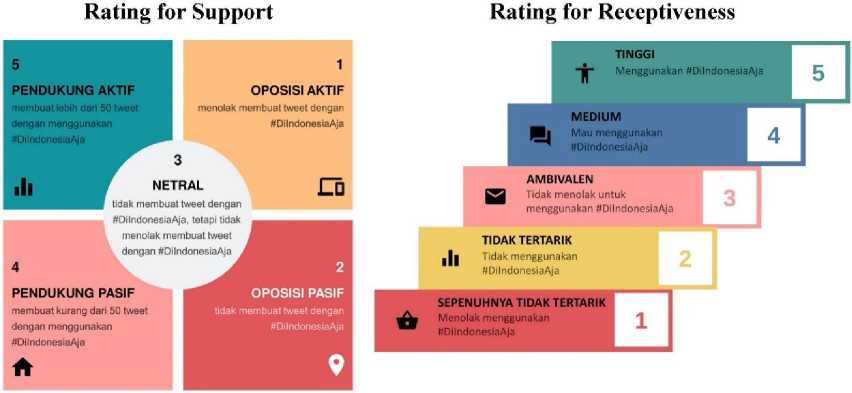 Rating for Support
5
PENDUKUNG AKTIF
membuat lebih dari 50 tweet
dengan menggunakan
#DiIndonesiaAja
1
OPOSISI AKTIF
menolak membuat tweet dengan
#DiIndonesiaAja
3
NETRAL
tidak membuat tweet dengan
#DiIndonesiaAja, tetapi tidak
menolak membuat tweet
dengan #DiIndonesiaAja
4
PENDUKUNG PASIF
membuat kurang dari 50 tweet
dengan menggunakan
#DiIndonesiaAja
2
OPOSISI PASIF
tidak membuat tweet dengan
#DiIndonesiaAja
Rating for Receptiveness
TINGGI
Menggunakan #DiIndonesiaAja
5
MEDIUM
Mau menggunakan
#DiIndonesiaAja
4
AMBIVALEN
Tidak menolak untuk
menggunakan #DiIndonesiaAja
3
TIDAK TERTARIK
Tidak menggunakan
#DiIndonesiaAja
2
SEPENUHNYA TIDAK TERTARIK
Menolak menggunakan
#DiIndonesiaAja
1